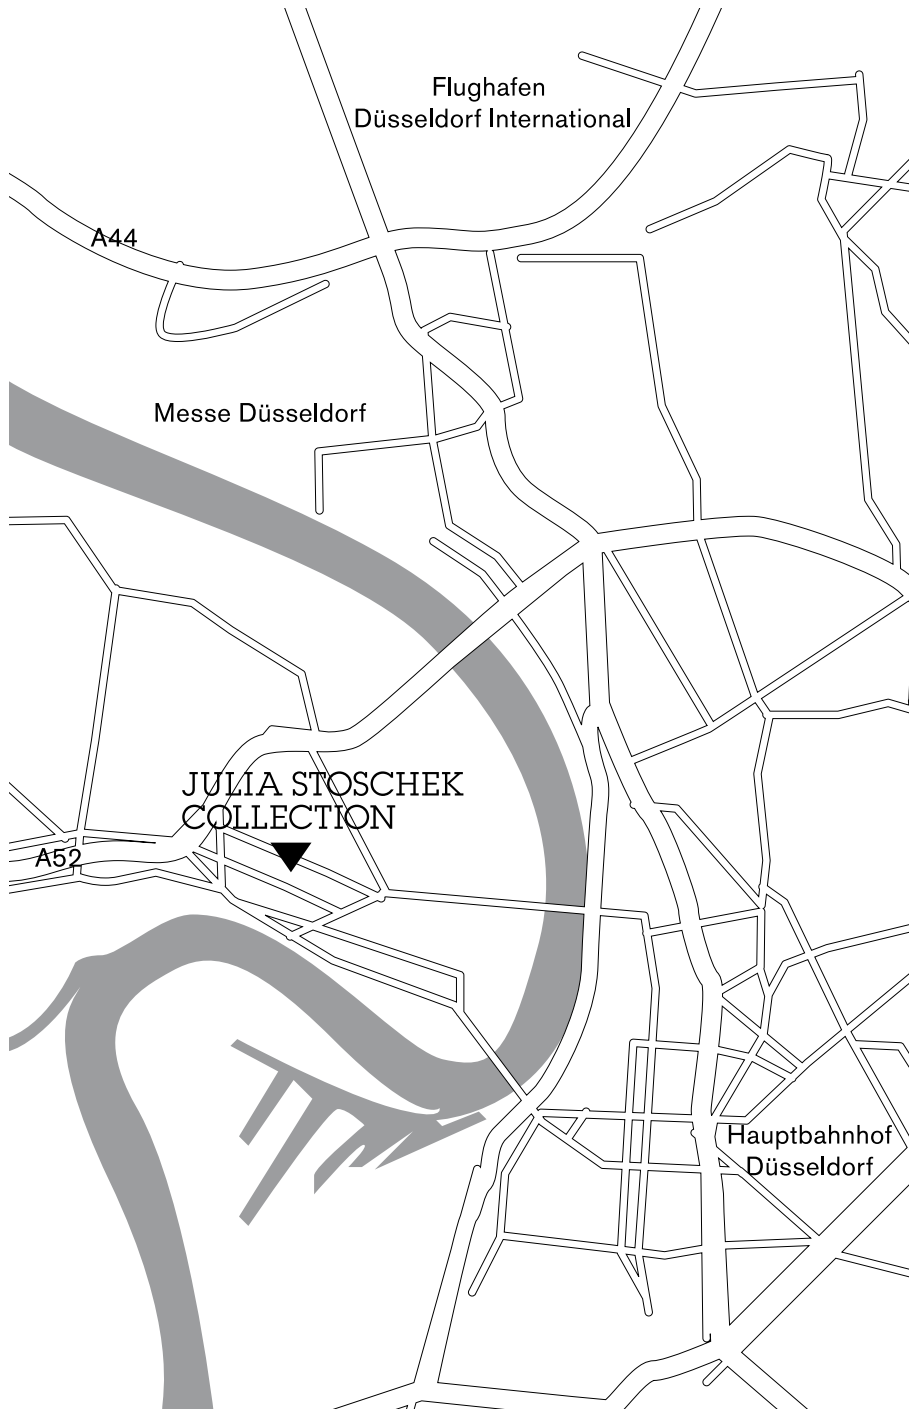 Flughafen
Düsseldorf International
A44
Messe Düsseldorf
JULIA STOSCHEK
COLLECTION
A52
Hauptbahnhof
Düsseldorf